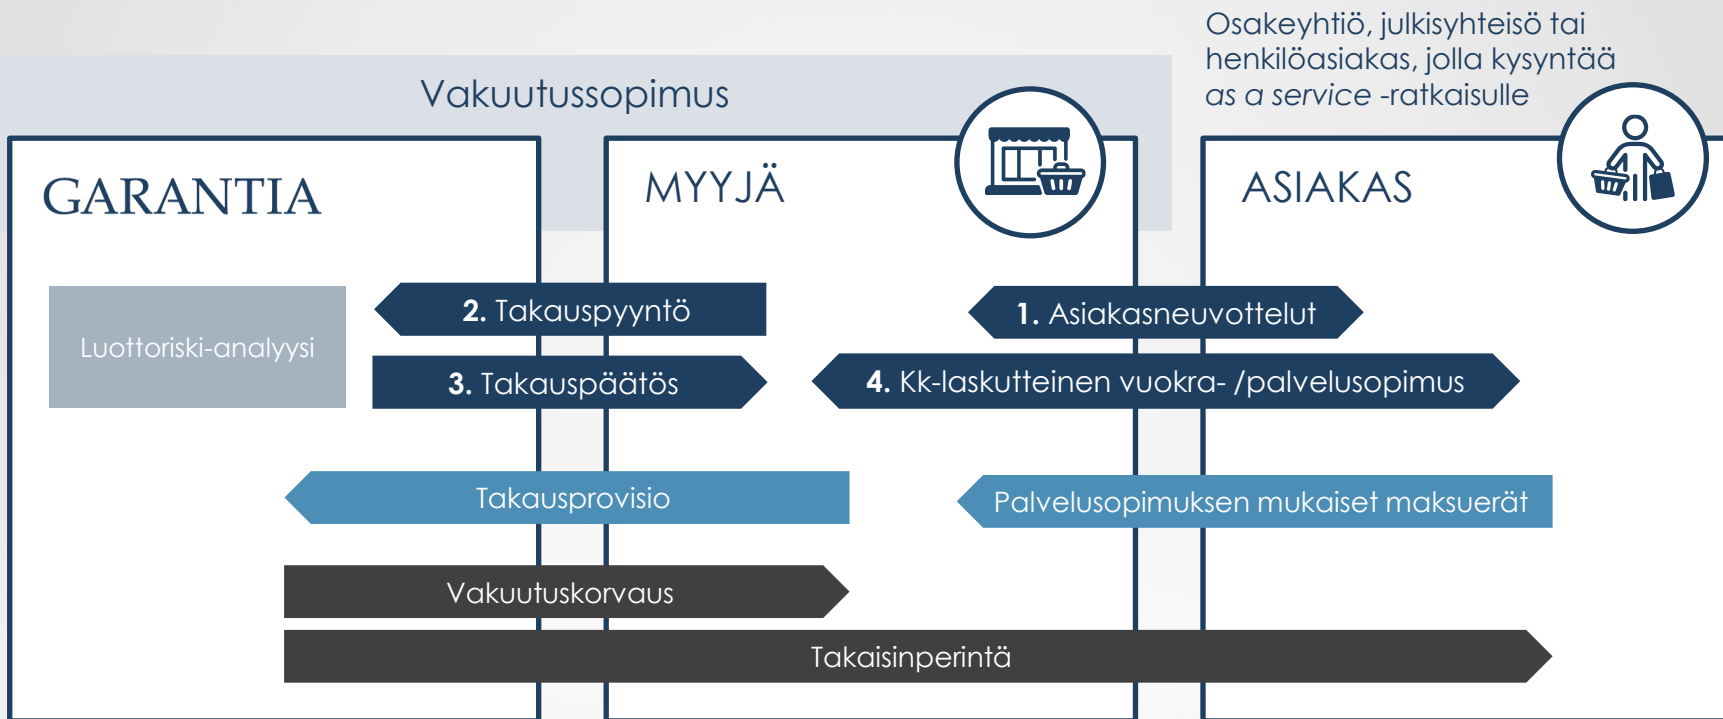 Osakeyhtiö, julkisyhteisö tai
henkilöasiakas, jolla kysyntää
as a service -ratkaisulle
Vakuutussopimus
GARANTIA
MYYJÄ
ASIAKAS
Luottoriski-analyysi
2. Takauspyyntö
1. Asiakasneuvottelut
3. Takauspäätös
4. Kk-laskutteinen vuokra- /palvelusopimus
Takausprovisio
Palvelusopimuksen mukaiset maksuerät
Vakuutuskorvaus
Takaisinperintä